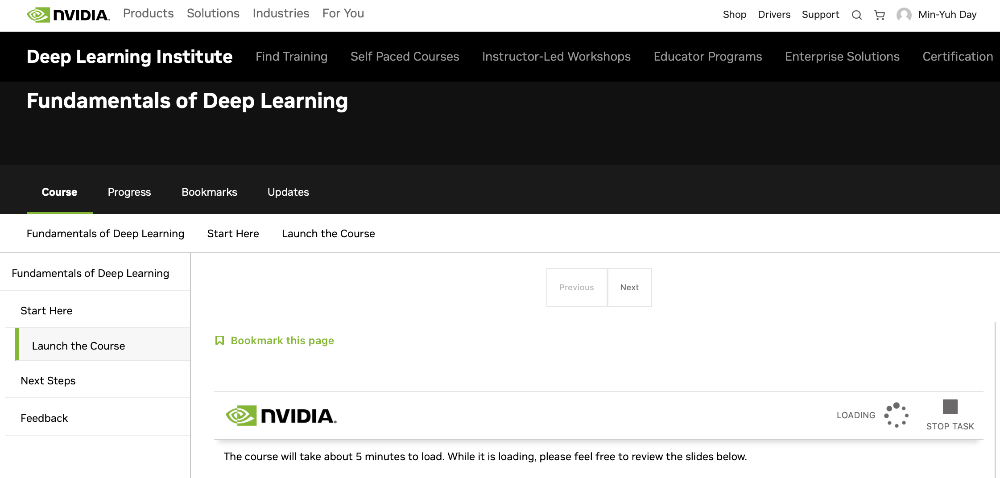 NVIDIA. Products Solutions Industries For You Shop Drivers Support Min-Yuh Day
Deep Learning Institute Find Training Self Paced Courses Instructor-Led Workshops Educator Programs Enterprise Solutions Certification
Fundamentals of Deep Learning
Course Progress Bookmarks Updates
Fundamentals of Deep Learning Start Here Launch the Course
Fundamentals of Deep Learning
Start Here
Launch the Course
Next Steps
Feedback
Previous Next
Bookmark this page
NVIDIA. LOADING STOP TASK
The course will take about 5 minutes to load. While it is loading, please feel free to review the slides below.